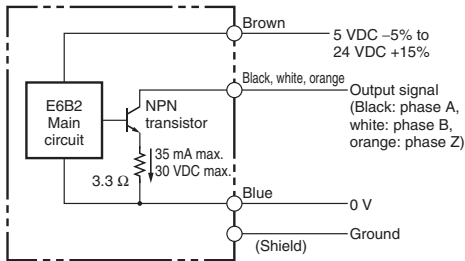 Brown
5 VDC −5% to
24 VDC +15%
Black, white, orange
Output signal
(Black: phase A,
white: phase B,
orange: phase Z)
E6B2
Main
circuit
NPN
transistor
35 mA max.
30 VDC max.
3.3 Ω
Blue
0 V
Ground
(Shield)